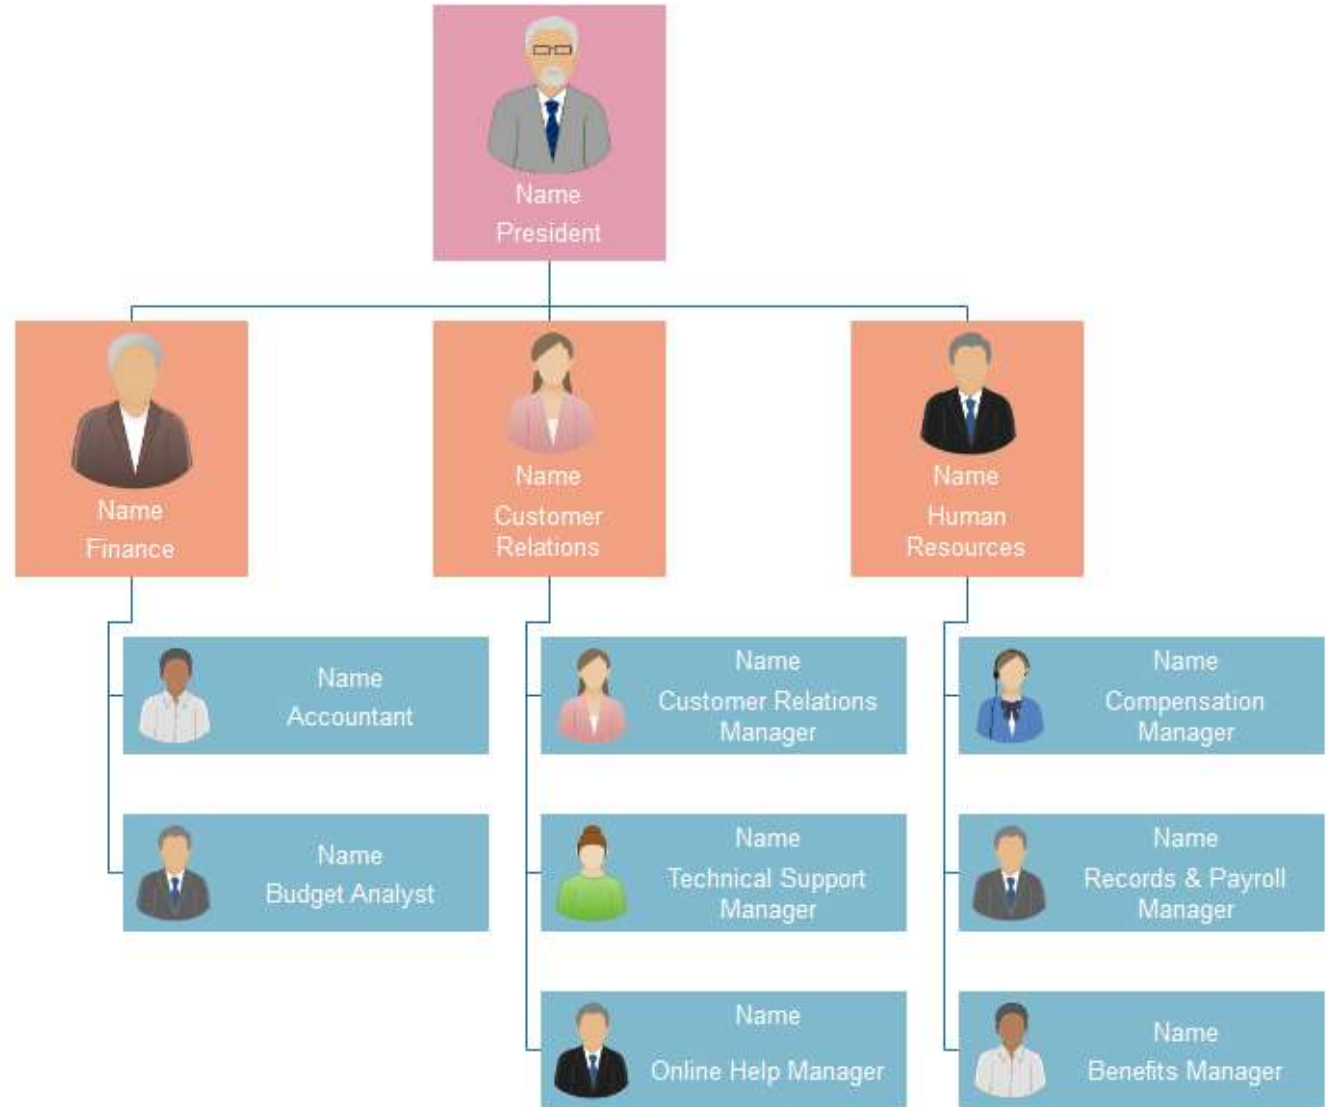 Name
President
Name
Finance
Name
Customer
Relations
Name
Human
Resources
Name
Accountant
Name
Budget Analyst
Name
Customer Relations
Manager
Name
Technical Support
Manager
Name
Online Help Manager
Name
Compensation
Manager
Name
Records & Payroll
Manager
Name
Benefits Manager